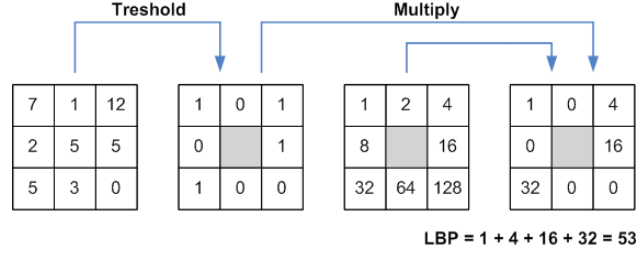 Treshold Multiply
7 1 12 1 0 1 1 2 4 1 0 4
2 5 5 0 1 8 16 0 16
5 3 0 1 0 0 32 64 128 32 0 0
LBP = 1 + 4 + 16 + 32 = 53